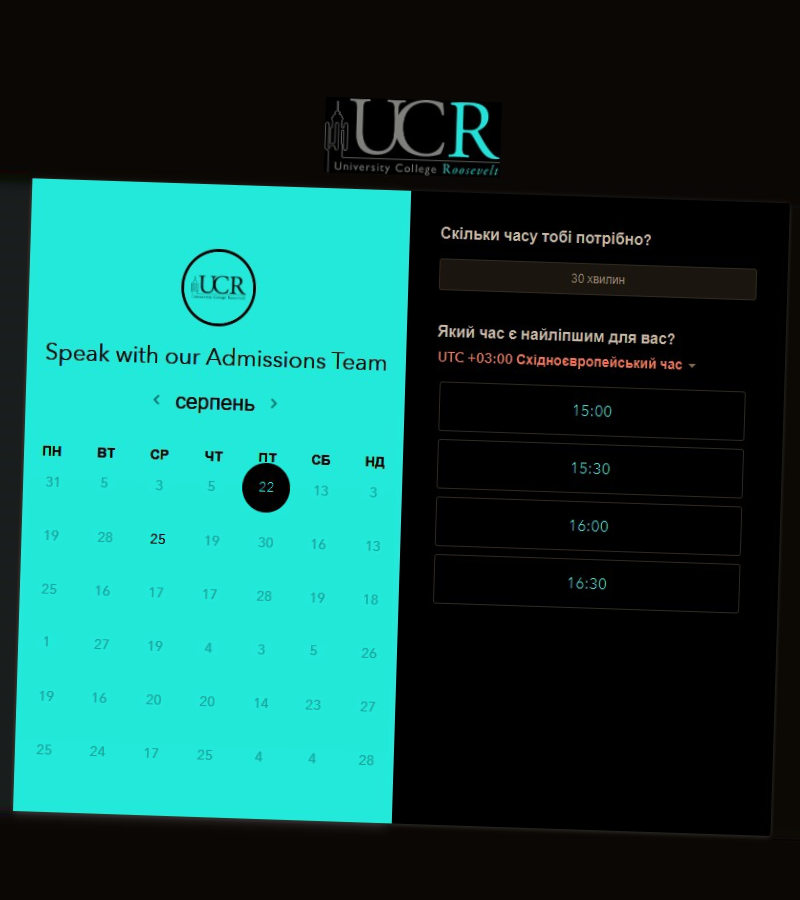 UCR
University College Roosevelt
UCR
Speak with our Admissions Team
серпень
ПН ВТ СР ЧТ ПТ СБ НД
31 5 3 5 22 13 3
19 28 25 19 30 16 13
25 16 17 17 28 19 18
1 27 19 4 3 5 26
19 16 20 20 14 23 27
25 24 17 25 4 4 28
Скільки часу тобі потрібно?
30 хвилин
Який час є найліпшим для вас?
UTC +03:00 Східноєвропейський час
15:00
15:30
16:00
16:30